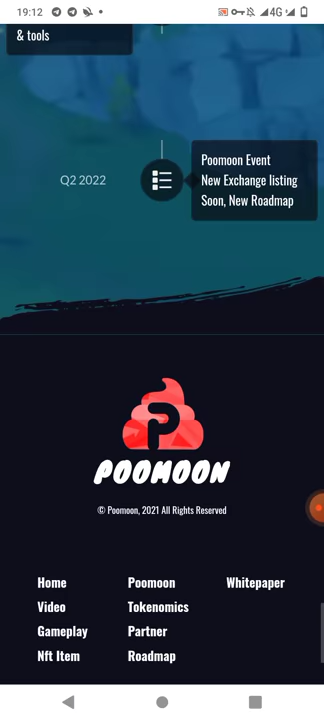 19:12
4G
& tools
Q2 2022
Poomoon Event
New Exchange listing
Soon, New Roadmap
P
POOMOON
© Poomoon, 2021 All Rights Reserved
Home
Poomoon
Whitepaper
Video
Tokenomics
Gameplay
Partner
Nft Item
Roadmap